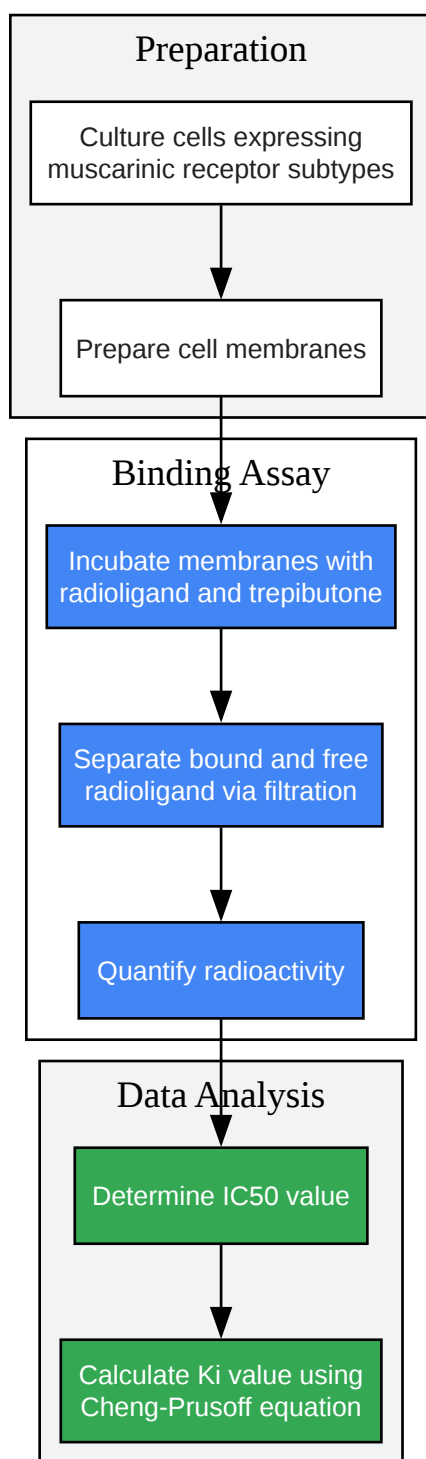 Preparation
Culture cells expressing
muscarinic receptor subtypes
Prepare cell membranes
Binding Assay
Incubate membranes with
radioligand and trepibutone
Separate bound and free
radioligand via filtration
Quantify radioactivity
Data Analysis
Determine IC50 value
Calculate Ki value using
Cheng-Prusoff equation